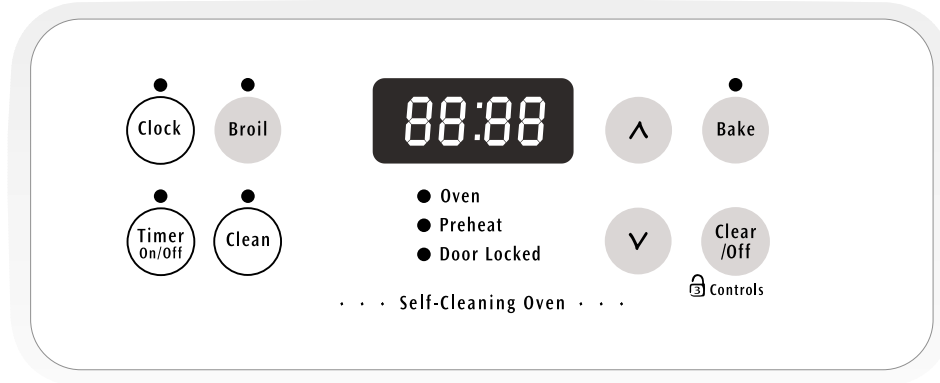 Clock
Broil
88:88
Bake
Oven
Preheat
Door Locked
Timer
On/Off
Clean
Clear
/Off
3 Controls
Self-Cleaning Oven